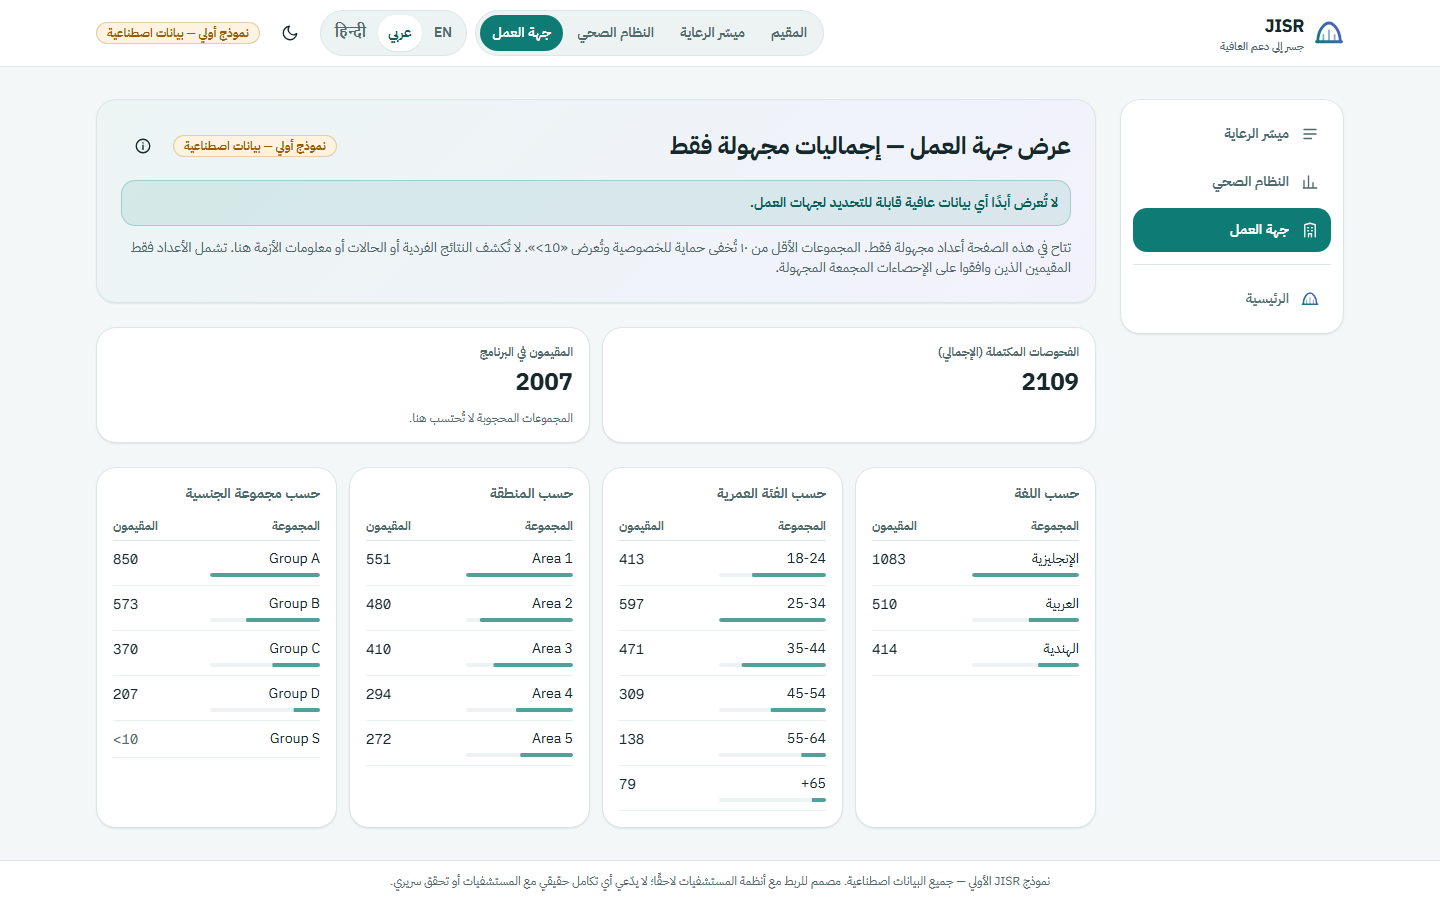 JISR
جسر إلى دعم العافية
المقيم
ميسّر الرعاية
النظام الصحي
جهة العمل
EN
عربي
हिन्दी
نموذج أولي — بيانات اصطناعية
ميسّر الرعاية
النظام الصحي
جهة العمل
الرئيسية
عرض جهة العمل — إجماليات مجهولة فقط
نموذج أولي — بيانات اصطناعية
لا تُعرض أبدًا أي بيانات عافية قابلة للتحديد لجهات العمل.
تتاح في هذه الصفحة أعداد مجهولة فقط. المجموعات الأقل من ١٠ تُخفى حماية للخصوصية وتُعرض «10>». لا تُكشف النتائج الفردية أو الحالات أو معلومات الأزمة هنا. تشمل الأعداد فقط
المقيمين الذين وافقوا على الإحصاءات المجمعة المجهولة.
الفحوصات المكتملة (الإجمالي)
2109
المقيمون في البرنامج
2007
المجموعات المحجوبة لا تُحتسب هنا.
حسب اللغة
المجموعة المقيمون
الإنجليزية 1083
العربية 510
الهندية 414
حسب الفئة العمرية
المجموعة المقيمون
18-24 413
25-34 597
35-44 471
45-54 309
55-64 138
+65 79
حسب المنطقة
المجموعة المقيمون
Area 1 551
Area 2 480
Area 3 410
Area 4 294
Area 5 272
حسب مجموعة الجنسية
المجموعة المقيمون
Group A 850
Group B 573
Group C 370
Group D 207
Group S <10
نموذج JISR الأولي — جميع البيانات اصطناعية. مصمم للربط مع أنظمة المستشفيات لاحقًا؛ لا يدّعي أي تكامل حقيقي مع المستشفيات أو تحقق سريري.